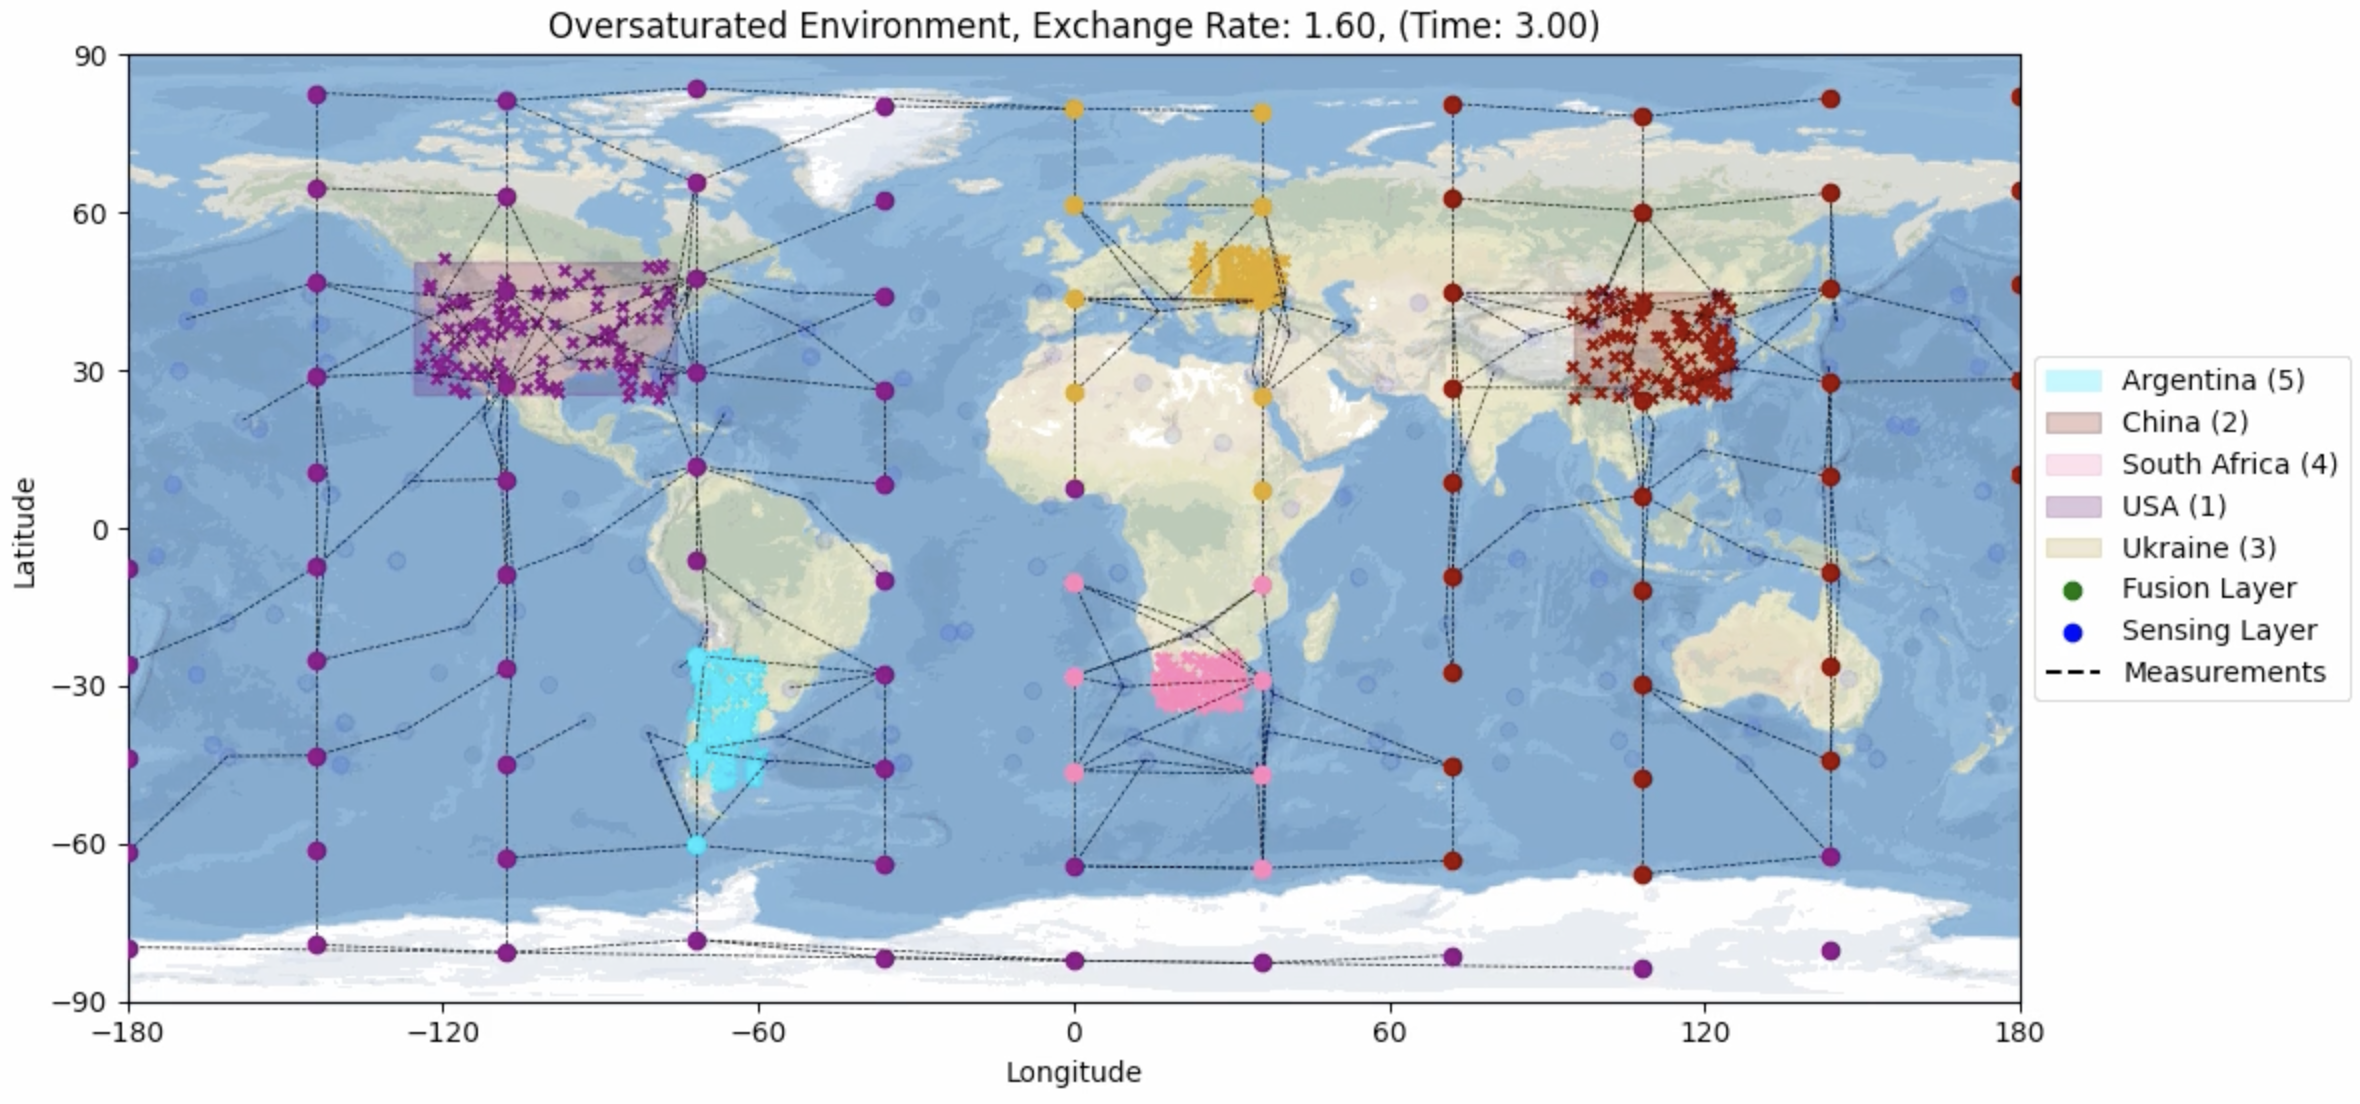 Oversaturated Environment, Exchange Rate: 1.60, (Time: 3.00)
90
60
30
0
−30
−60
−90
Latitude
−180
−120
−60
0
60
120
180
Longitude
Argentina (5)
China (2)
South Africa (4)
USA (1)
Ukraine (3)
Fusion Layer
Sensing Layer
Measurements